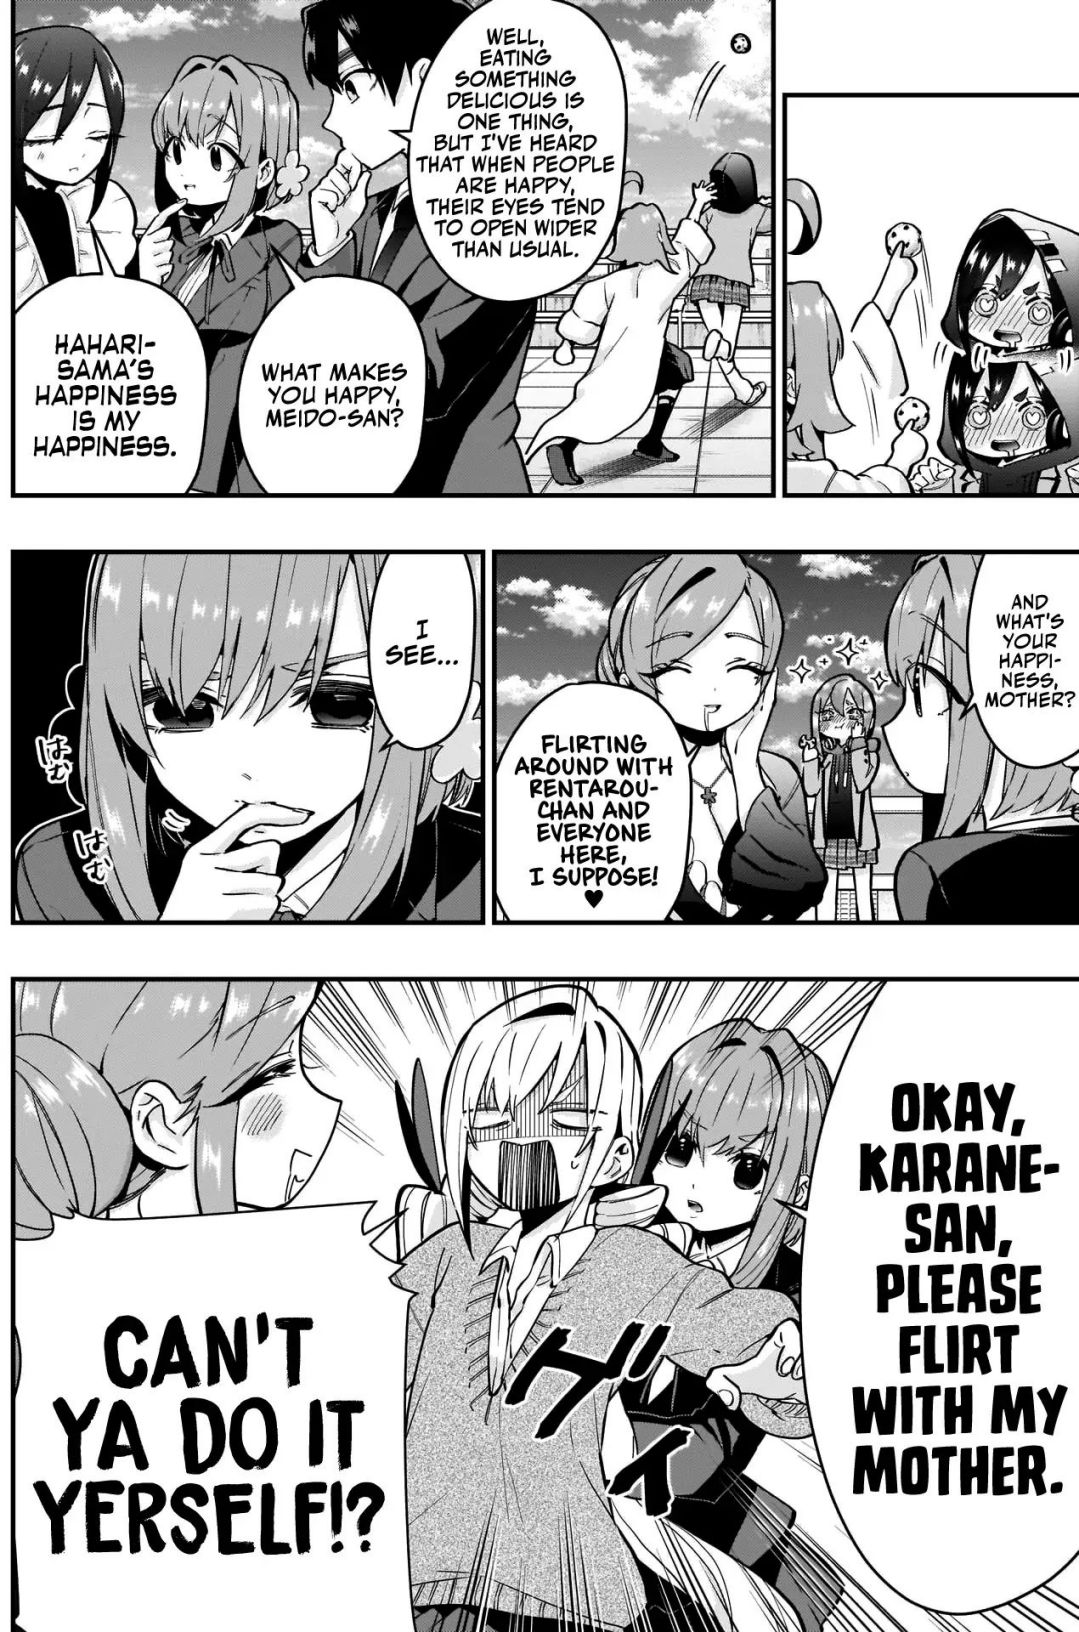 WELL,
EATING
SOMETHING
DELICIOUS IS
ONE THING,
BUT I'VE HEARD
THAT WHEN PEOPLE
ARE HAPPY,
THEIR EYES TEND
TO OPEN WIDER
THAN USUAL.
WHAT MAKES
YOU HAPPY,
MEIDO-SAN?
HAHARI-
SAMA'S
HAPPINESS
IS MY
HAPPINESS.
AND
WHAT'S
YOUR
HAPPI-
NESS,
MOTHER?
FLIRTING
AROUND WITH
RENTAROU-
CHAN AND
EVERYONE
HERE,
I SUPPOSE!
♥
I
SEE...
はむ
はむ
OKAY,
KARANE-
SAN,
PLEASE
FLIRT
WITH MY
MOTHER.
グイ
CAN'T
YA DO IT
YERSELF!?